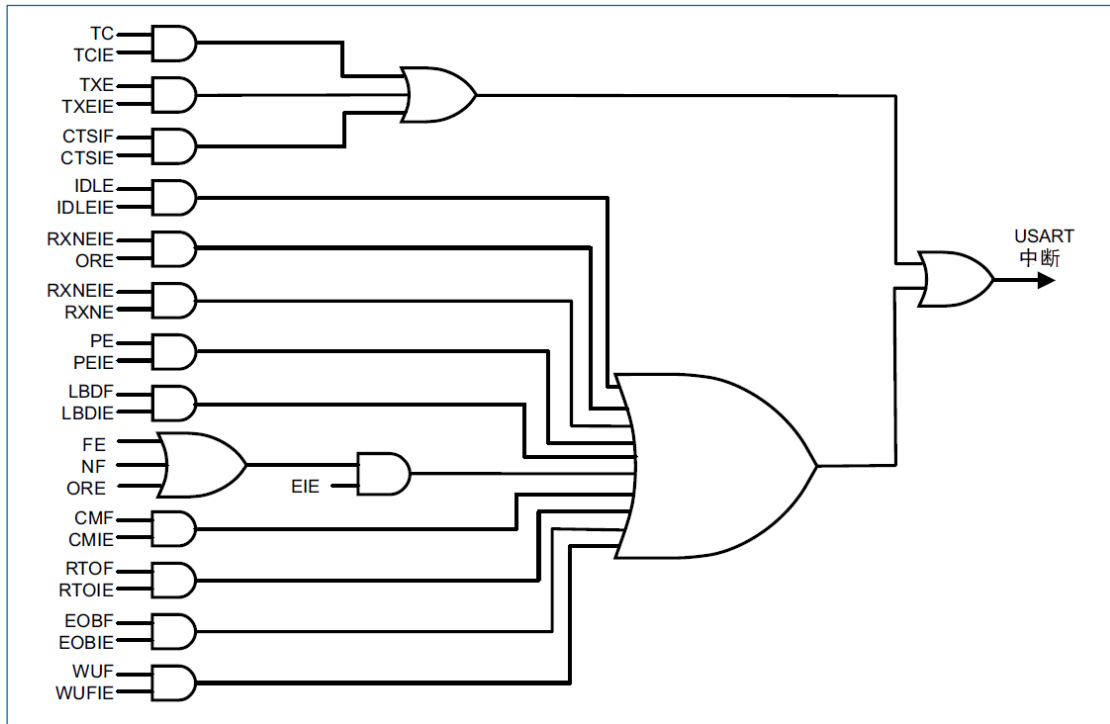 TC
TCIE
TXE
TXEIE
CTSIF
CTSIE
IDLE
IDLEIE
RXNEIE
ORE
RXNEIE
RXNE
PE
PEIE
LBDF
LBDIE
FE
NF
ORE
EIE
CMF
CMIE
RTOF
RTOIE
EOBF
EOBIE
WUF
WUFIE
USART
中断